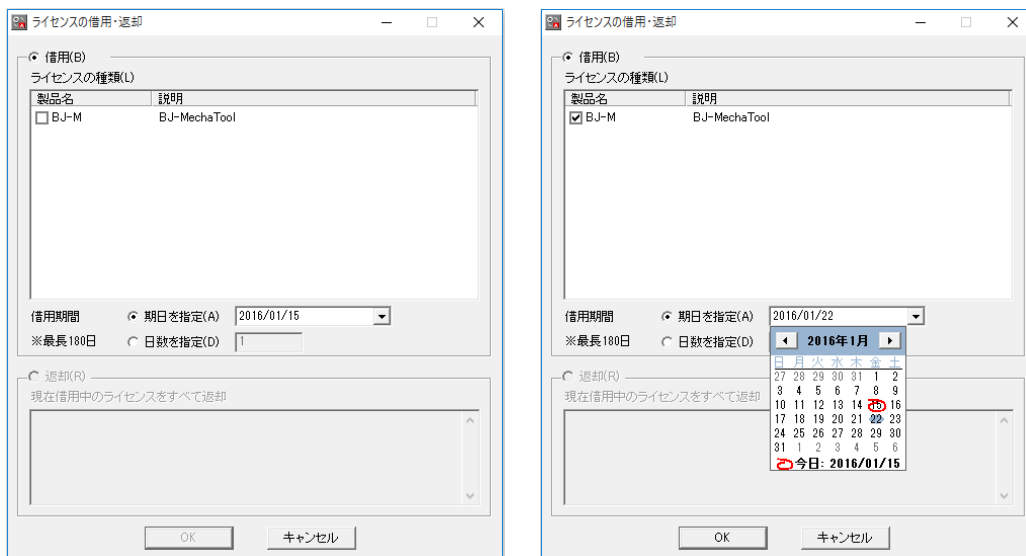 ライセンスの借用・返却
借用(B)
ライセンスの種類(L)
製品名 説明
BJ-M BJ-MechaTool
借用期間 期日を指定(A) 2016/01/15
※最長180日 日数を指定(D) 1
返却(R)
現在借用中のライセンスをすべて返却
OK キャンセル
ライセンスの借用・返却
借用(B)
ライセンスの種類(L)
製品名 説明
BJ-M BJ-MechaTool
借用期間 期日を指定(A) 2016/01/22
※最長180日 日数を指定(D)
2016年1月
日 月 火 水 木 金 土
27 28 29 30 31 1 2
3 4 5 6 7 8 9
10 11 12 13 14 15 16
17 18 19 20 21 22 23
24 25 26 27 28 29 30
31 1 2 3 4 5 6
今日: 2016/01/15
返却(R)
現在借用中のライセンスをすべて返却
OK キャンセル